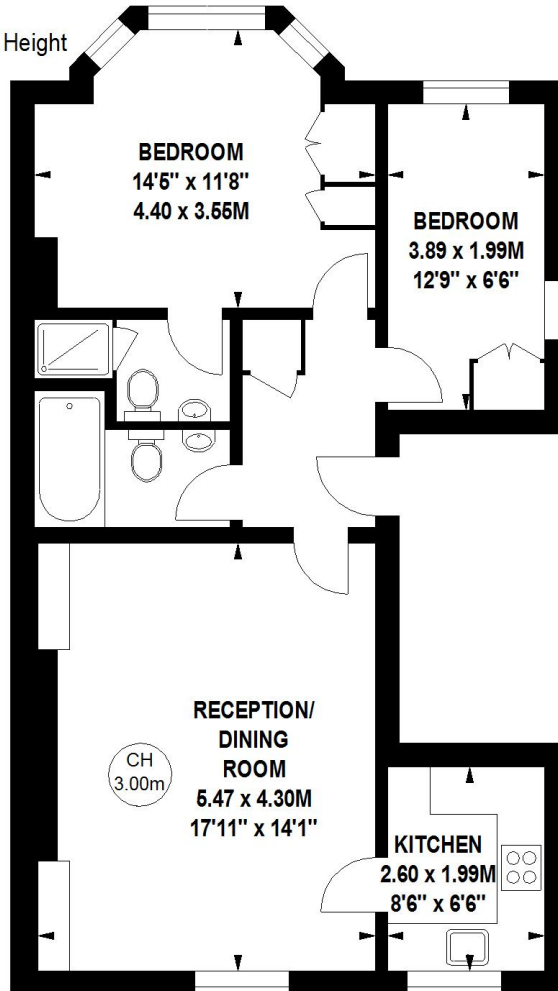 Height
BEDROOM
14'5" x 11'8"
4.40 x 3.55M
BEDROOM
3.89 x 1.99M
12'9" x 6'6"
RECEPTION/
DINING
ROOM
5.47 x 4.30M
17'11" x 14'1"
CH
3.00m
KITCHEN
2.60 x 1.99M
8'6" x 6'6"